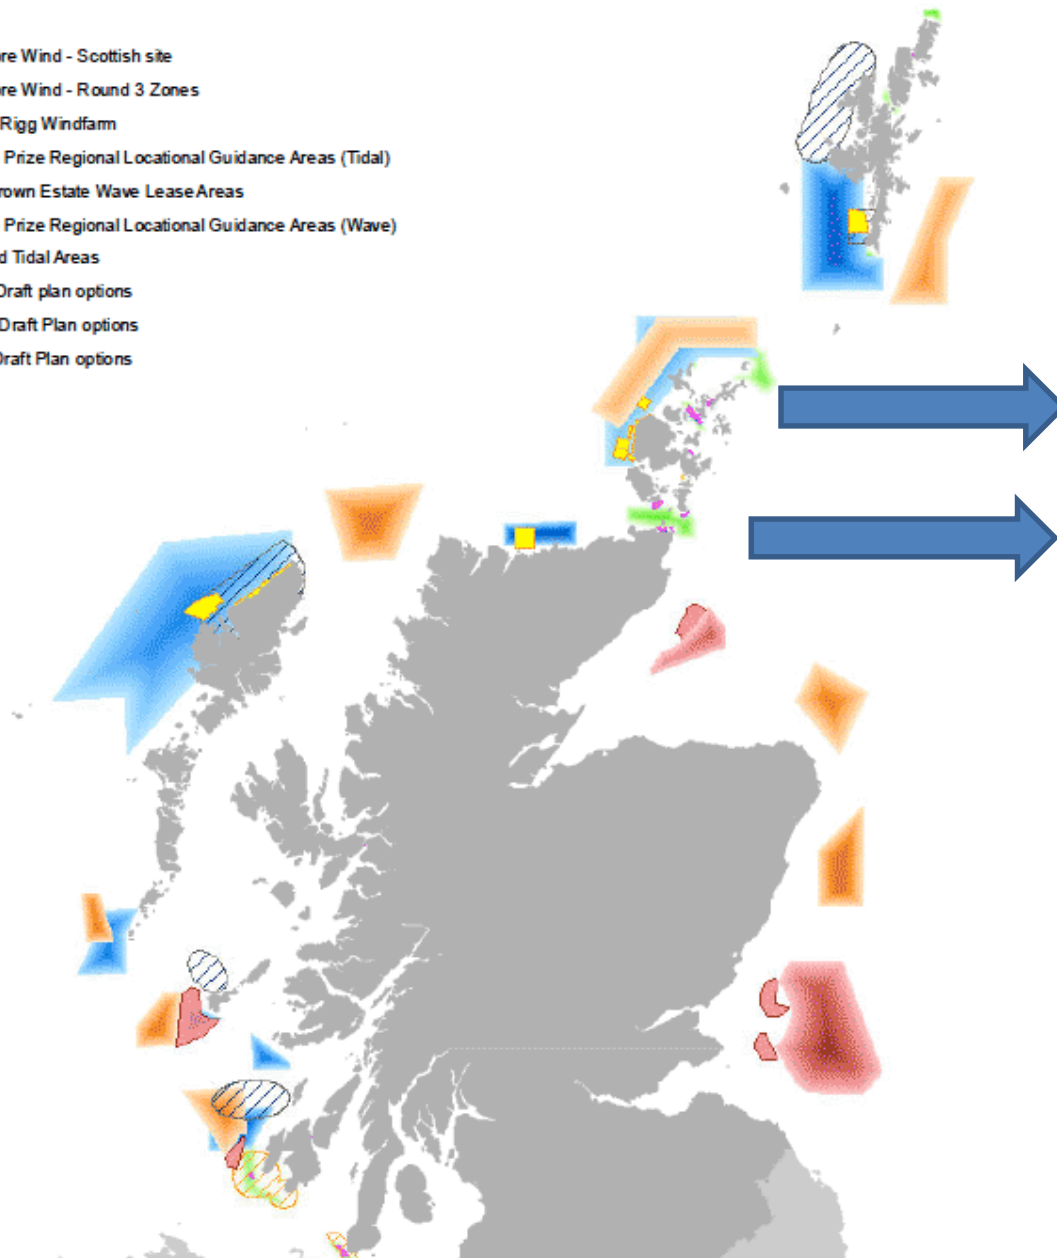 re Wind - Scottish site
re Wind - Round 3 Zones
Rigg Windfarm
Prize Regional Locational Guidance Areas (Tidal)
rown Estate Wave Lease Areas
Prize Regional Locational Guidance Areas (Wave)
d Tidal Areas
Draft plan options
Draft Plan options
Draft Plan options